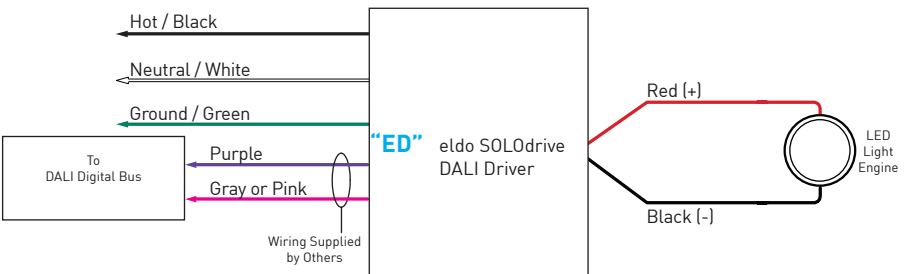 Hot / Black
Neutral / White
Ground / Green
To
DALI Digital Bus
Purple
Gray or Pink
Wiring Supplied
by Others
“ED”
eldo SOLOdrive
DALI Driver
Red (+)
Black (-)
LED
Light
Engine